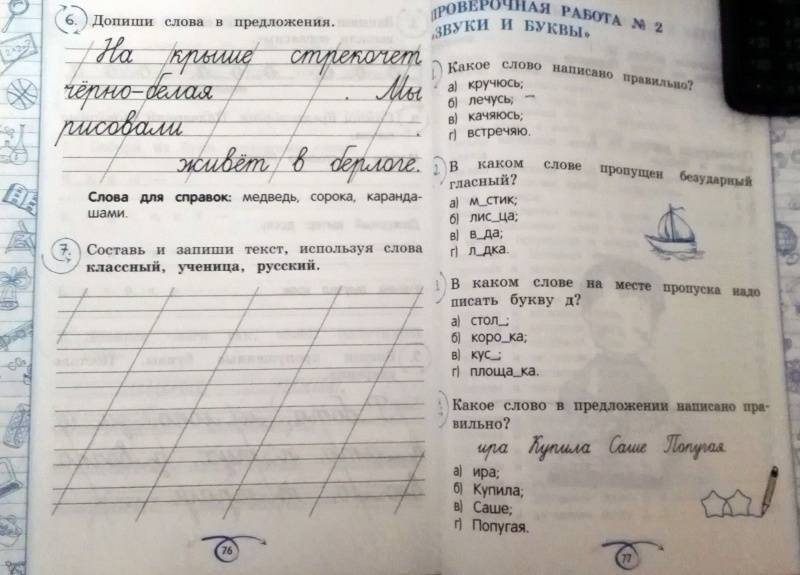 6. Допиши слова в предложения.
На крыше стрекочет
чёрно-белая . Мы
рисовали .
живёт в берлоге.
Слова для справок: медведь, сорока, каранда-
шами.
7. Составь и запиши текст, используя слова
классный, ученица, русский.
76
ПРОВЕРОЧНАЯ РАБОТА № 2
«ЗВУКИ И БУКВЫ»
Какое слово написано правильно?
а) кручюсь;
б) лечусь;
в) качяюсь;
г) встречяю.
2. В каком слове пропущен безударный
гласный?
а) м_стик;
б) лис_ца;
в) в_да;
г) л_дка.
В каком слове на месте пропуска надо
писать букву д?
а) стол_;
б) коро_ка;
в) кус_;
г) площа_ка.
Какое слово в предложении написано пра-
вильно?
ира Купила Саше Попугая
а) ира;
б) Купила;
в) Саше;
г) Попугая.
77